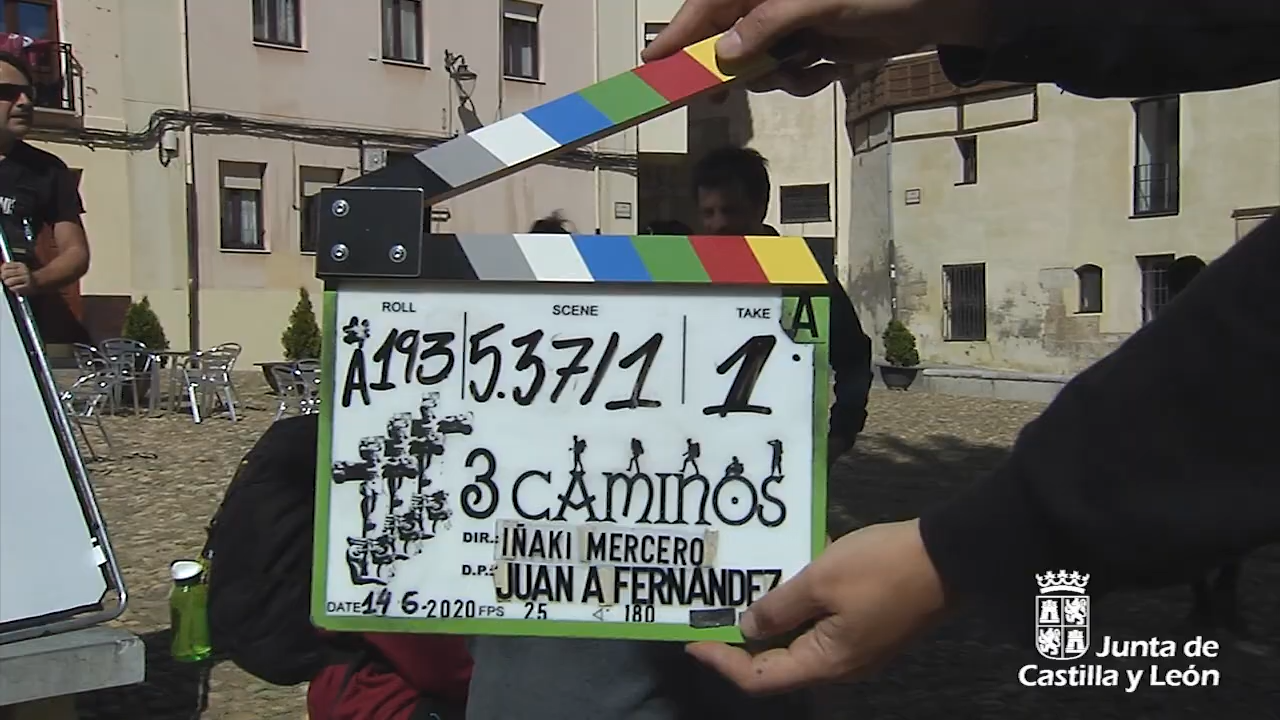 ROLL SCENE TAKE
A193 5.37/1 1 A
3 CAMINOS
DIR.: IÑAKI MERCERO
D.P.: JUAN A FERNANDEZ
DATE 14 6-2020 FPS 25 180
Junta de
Castilla y León